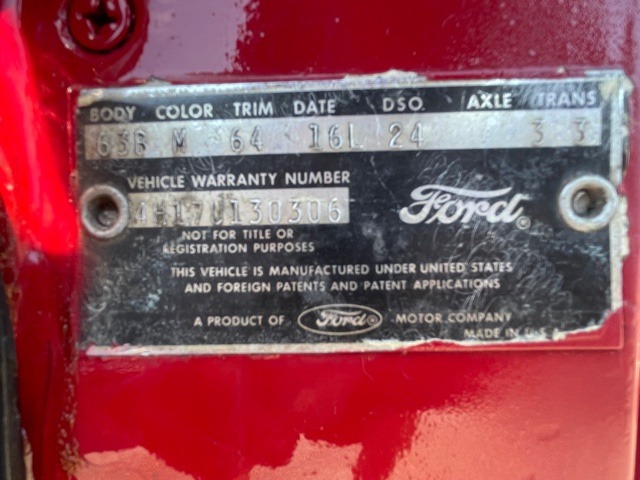 BODY COLOR TRIM DATE DSO. AXLE TRANS
63B M 64 16L 24 3 3
VEHICLE WARRANTY NUMBER
4H17U130306
Ford
NOT FOR TITLE OR
REGISTRATION PURPOSES
THIS VEHICLE IS MANUFACTURED UNDER UNITED STATES
AND FOREIGN PATENTS AND PATENT APPLICATIONS
A PRODUCT OF Ford MOTOR COMPANY
MADE IN U.S.A.